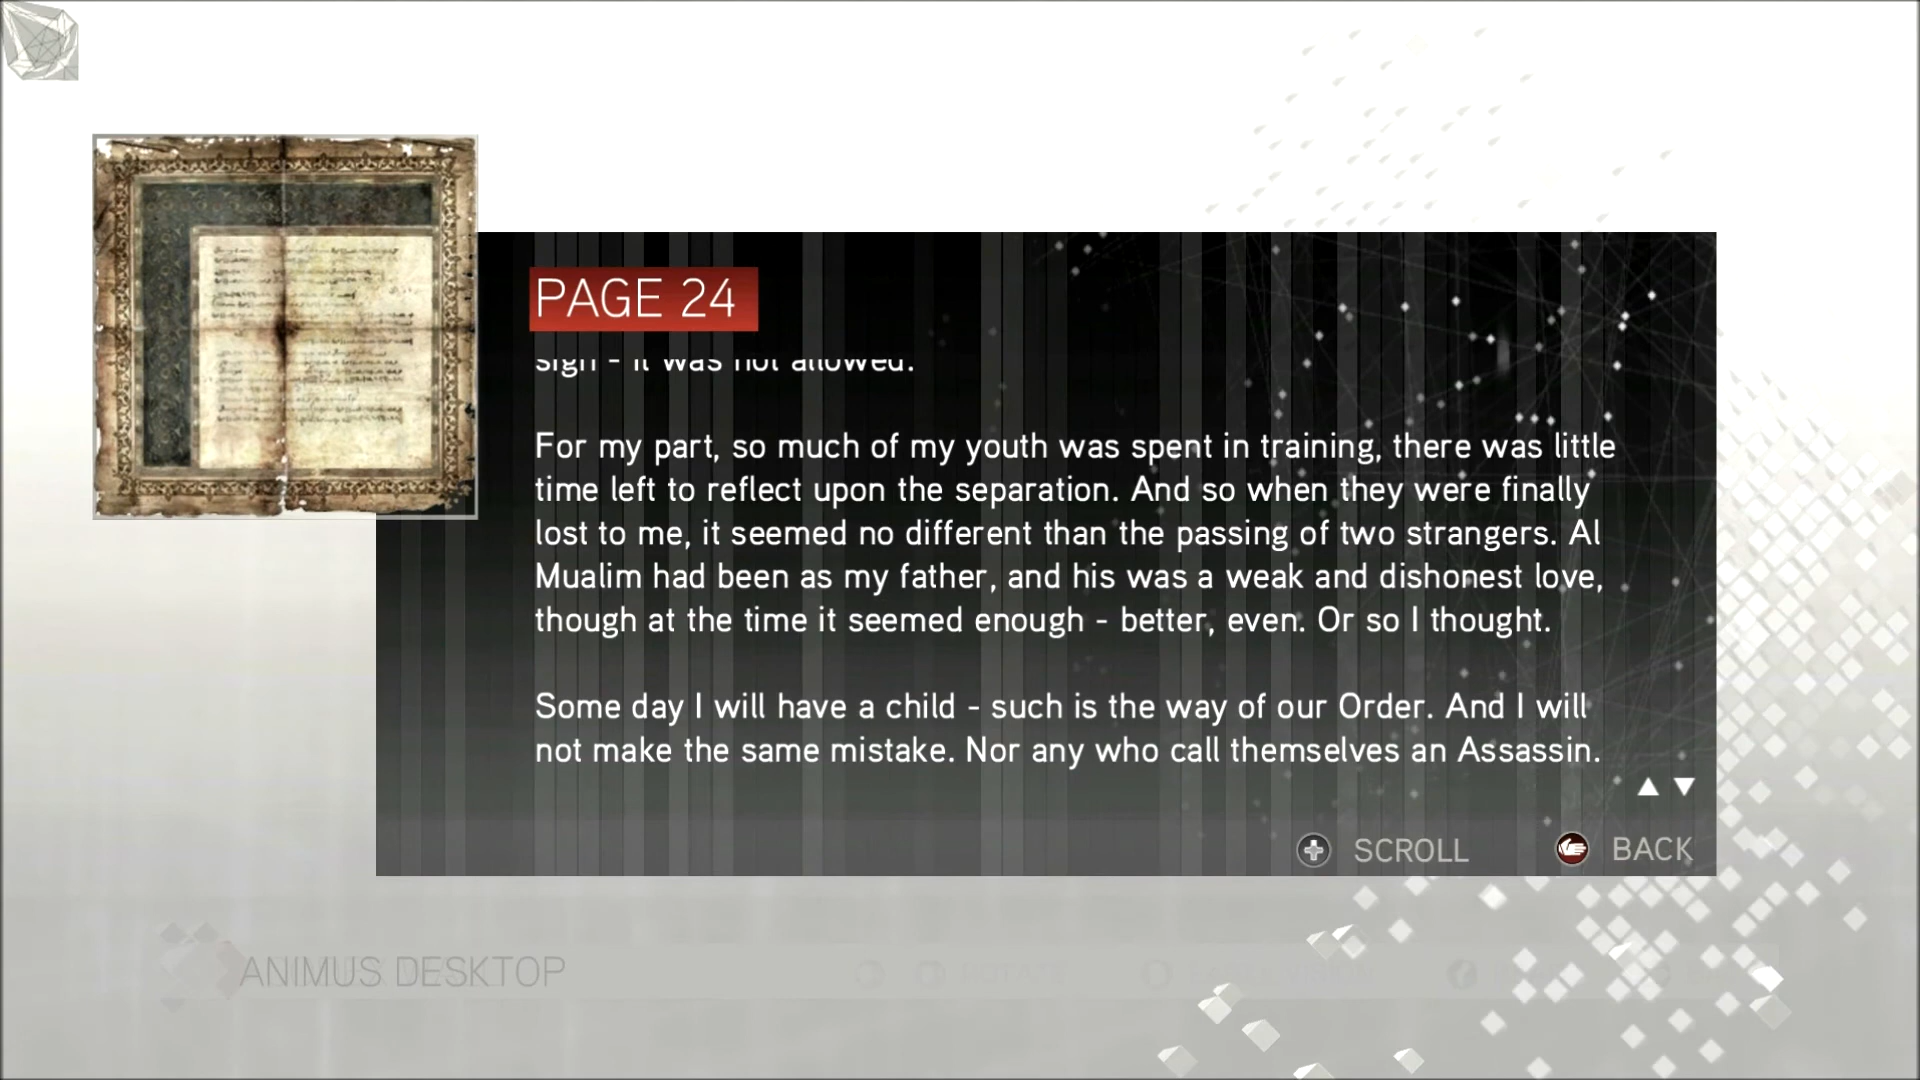 PAGE 24
sign - it was not allowed.
For my part, so much of my youth was spent in training, there was little
time left to reflect upon the separation. And so when they were finally
lost to me, it seemed no different than the passing of two strangers. Al
Mualim had been as my father, and his was a weak and dishonest love,
though at the time it seemed enough - better, even. Or so I thought.
Some day I will have a child - such is the way of our Order. And I will
not make the same mistake. Nor any who call themselves an Assassin.
SCROLL BACK
ANIMUS DESKTOP